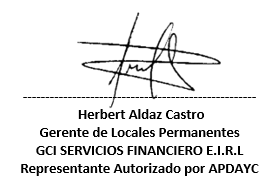 Herbert Aldaz Castro
Gerente de Locales Permanentes
GCI SERVICIOS FINANCIERO E.I.R.L
Representante Autorizado por APDAYC